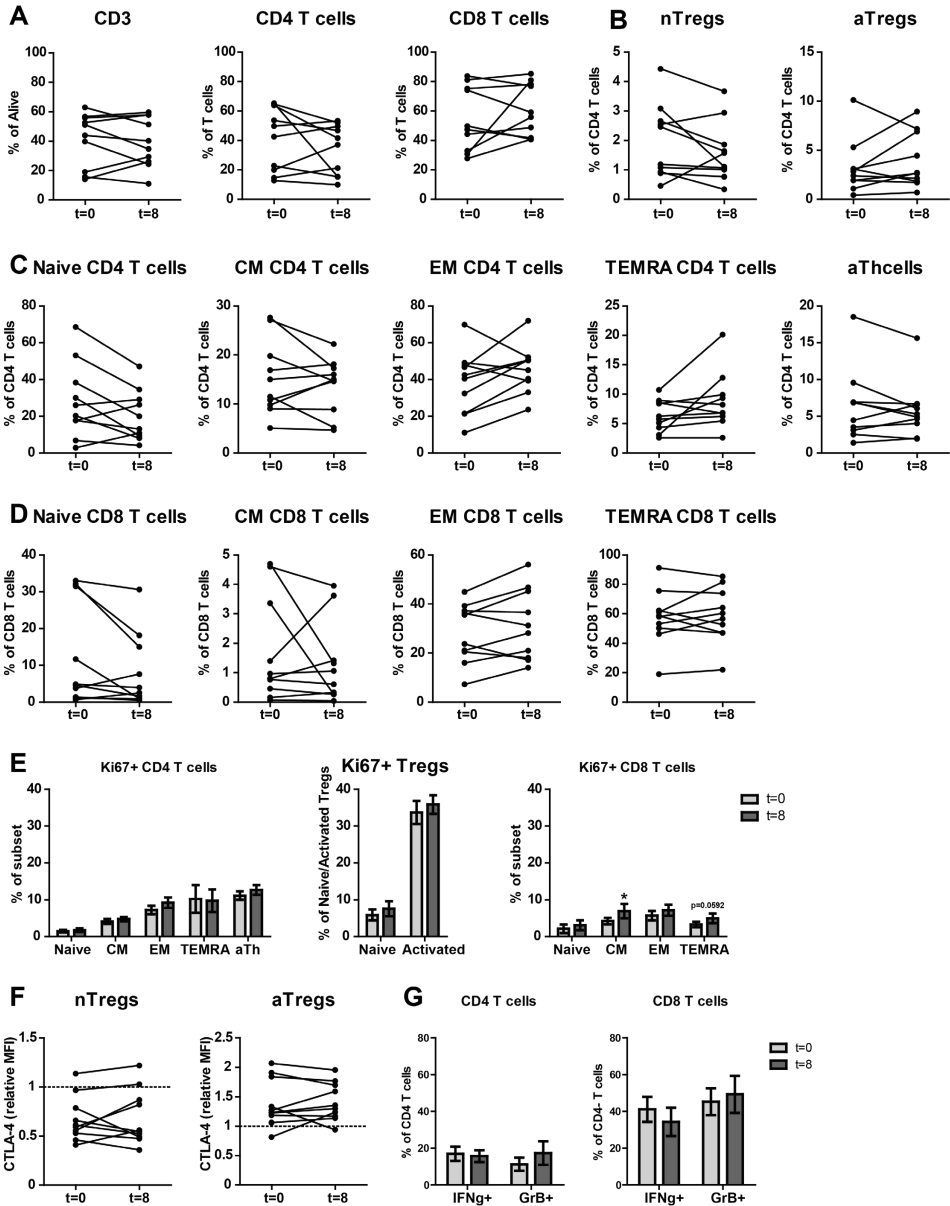 A
CD3
CD4 T cells
CD8 T cells
B
nTregs
aTregs
% of Alive
100
80
60
40
20
0
t=0
t=8
% of T cells
100
80
60
40
20
0
t=0
t=8
% of T cells
100
80
60
40
20
0
t=0
t=8
% of CD4 T cells
5
4
3
2
1
0
t=0
t=8
% of CD4 T cells
15
10
5
0
t=0
t=8
C
Naive CD4 T cells
CM CD4 T cells
EM CD4 T cells
TEMRA CD4 T cells
aThcells
% of CD4 T cells
80
60
40
20
0
t=0
t=8
% of CD4 T cells
30
20
10
0
t=0
t=8
% of CD4 T cells
80
60
40
20
0
t=0
t=8
% of CD4 T cells
25
20
15
10
5
0
t=0
t=8
% of CD4 T cells
20
15
10
5
0
t=0
t=8
D
Naive CD8 T cells
CM CD8 T cells
EM CD8 T cells
TEMRA CD8 T cells
% of CD8 T cells
40
30
20
10
0
t=0
t=8
% of CD8 T cells
5
4
3
2
1
0
t=0
t=8
% of CD8 T cells
60
40
20
0
t=0
t=8
% of CD8 T cells
100
80
60
40
20
0
t=0
t=8
E
Ki67+ CD4 T cells
% of subset
40
30
20
10
0
Naive
CM
EM
TEMRA
aTh
Ki67+ Tregs
% of Naive/Activated Tregs
40
30
20
10
0
Naive
Activated
Ki67+ CD8 T cells
% of subset
40
30
20
10
0
*
p=0.0592
Naive
CM
EM
TEMRA
t=0
t=8
F
nTregs
CTLA-4 (relative MFI)
1.5
1
0.5
0
t=0
t=8
aTregs
CTLA-4 (relative MFI)
2.5
2
1.5
1
0.5
0
t=0
t=8
G
CD4 T cells
% of CD4 T cells
80
60
40
20
0
IFNg+
GrB+
CD8 T cells
% of CD4- T cells
80
60
40
20
0
IFNg+
GrB+
t=0
t=8